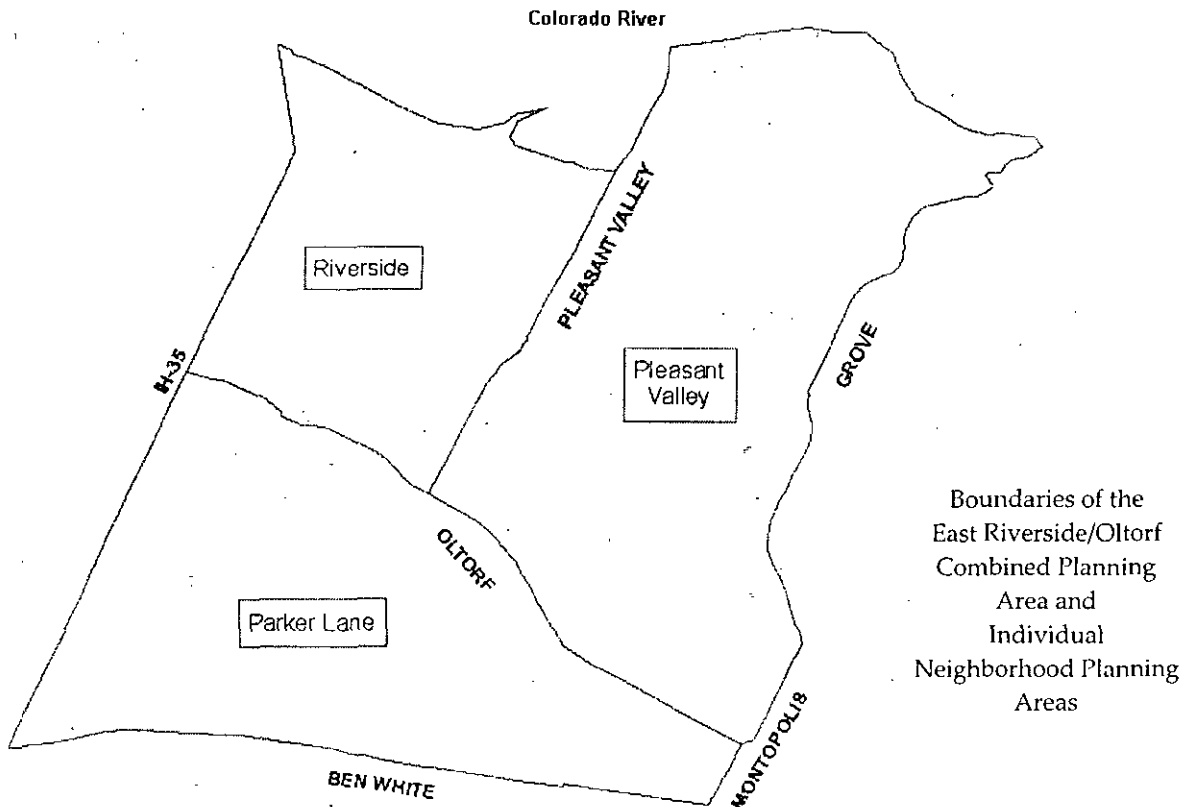 Colorado River
Riverside
PLEASANT VALLEY
IH-35
Pleasant
Valley
GROVE
OLTORF
Parker Lane
MONTOPOLIS
BEN WHITE
Boundaries of the
East Riverside/Oltorf
Combined Planning
Area and
Individual
Neighborhood Planning
Areas